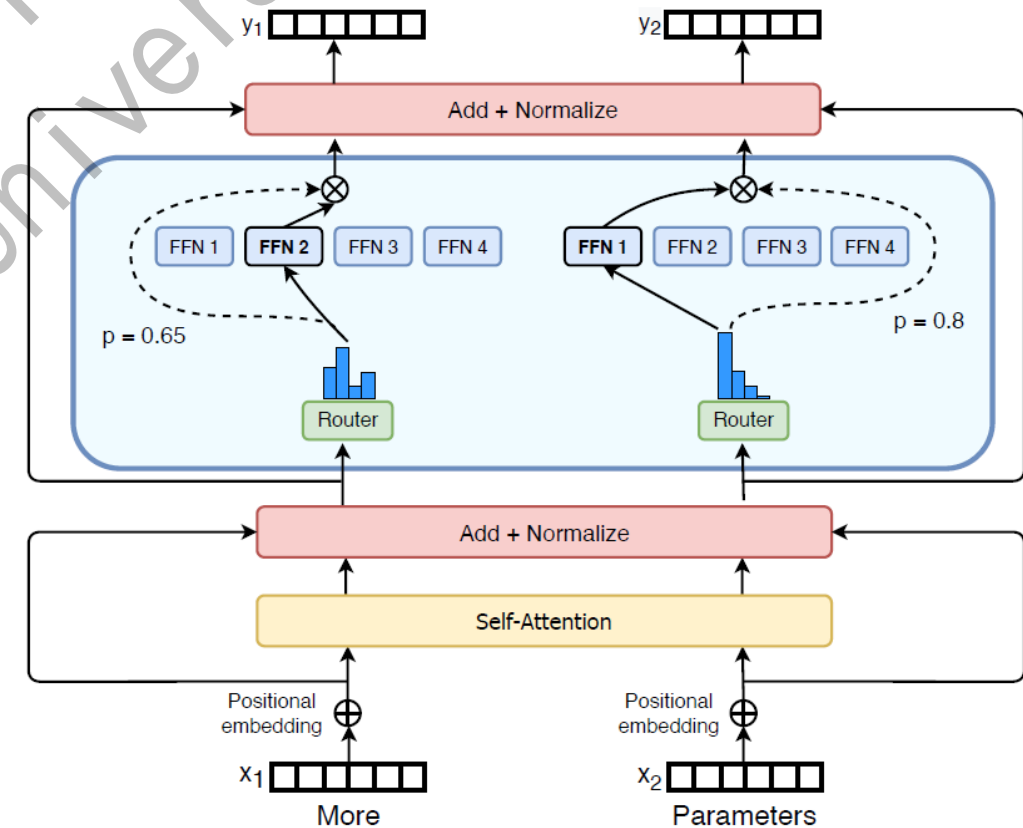 y1
y2
Add + Normalize
FFN 1 FFN 2 FFN 3 FFN 4
FFN 1 FFN 2 FFN 3 FFN 4
p = 0.65
p = 0.8
Router
Router
Add + Normalize
Self-Attention
Positional
embedding
Positional
embedding
x1
x2
More
Parameters